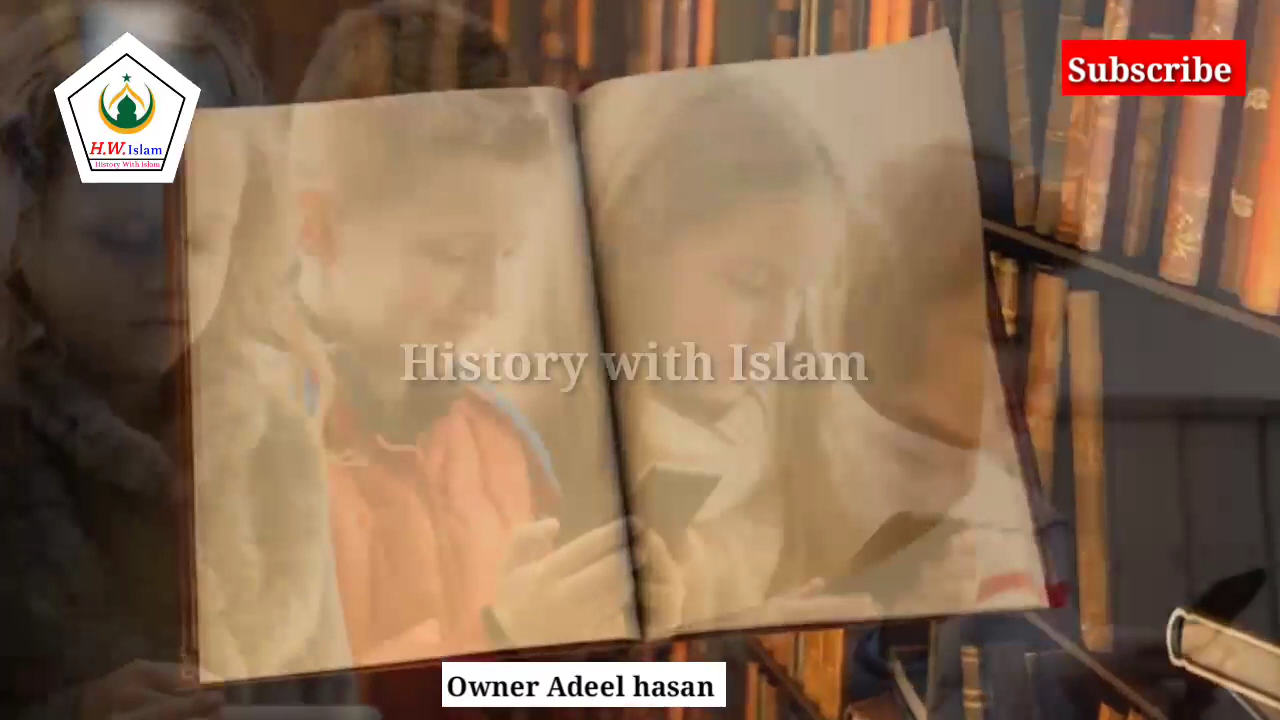 H.W.Islam
History With Islam
Subscribe
History with Islam
Owner Adeel hasan